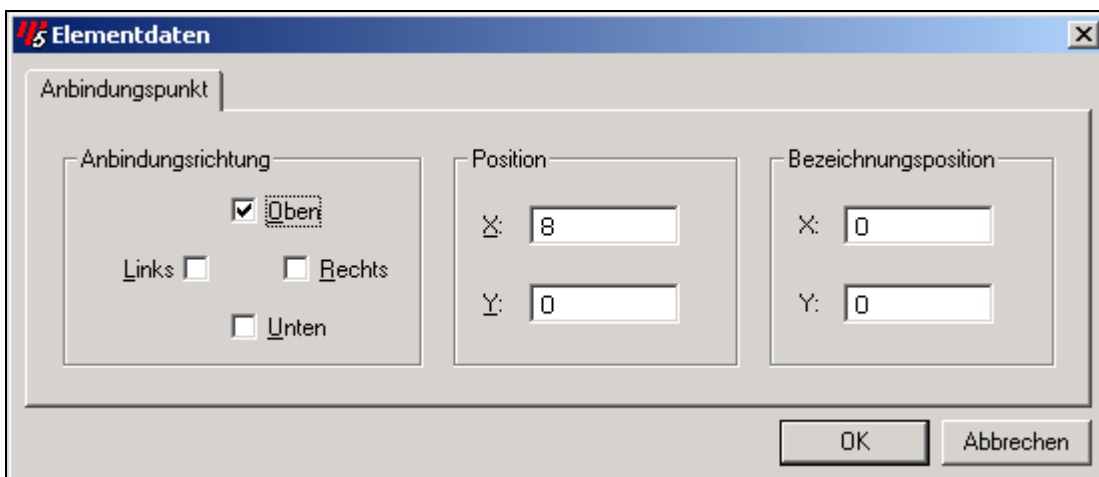 Elementdaten
Anbindungspunkt
Anbindungsrichtung
Oben
Links
Rechts
Unten
Position
X: 8
Y: 0
Bezeichnungsposition
X: 0
Y: 0
OK
Abbrechen